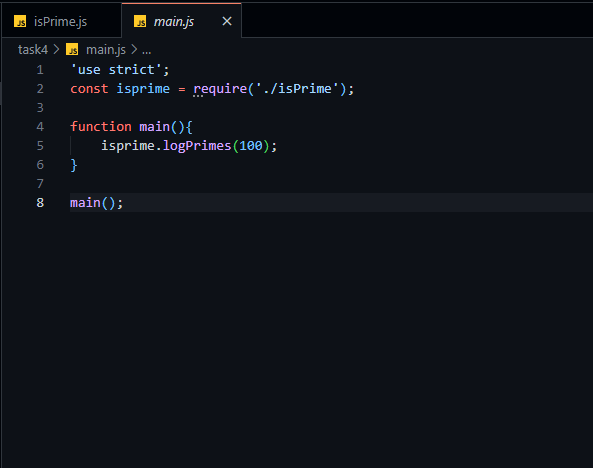 JS isPrime.js JS main.js ×
task4 > JS main.js > ...
1 'use strict';
2 const isprime = require('./isPrime');
3
4 function main(){
5     isprime.logPrimes(100);
6 }
7
8 main();